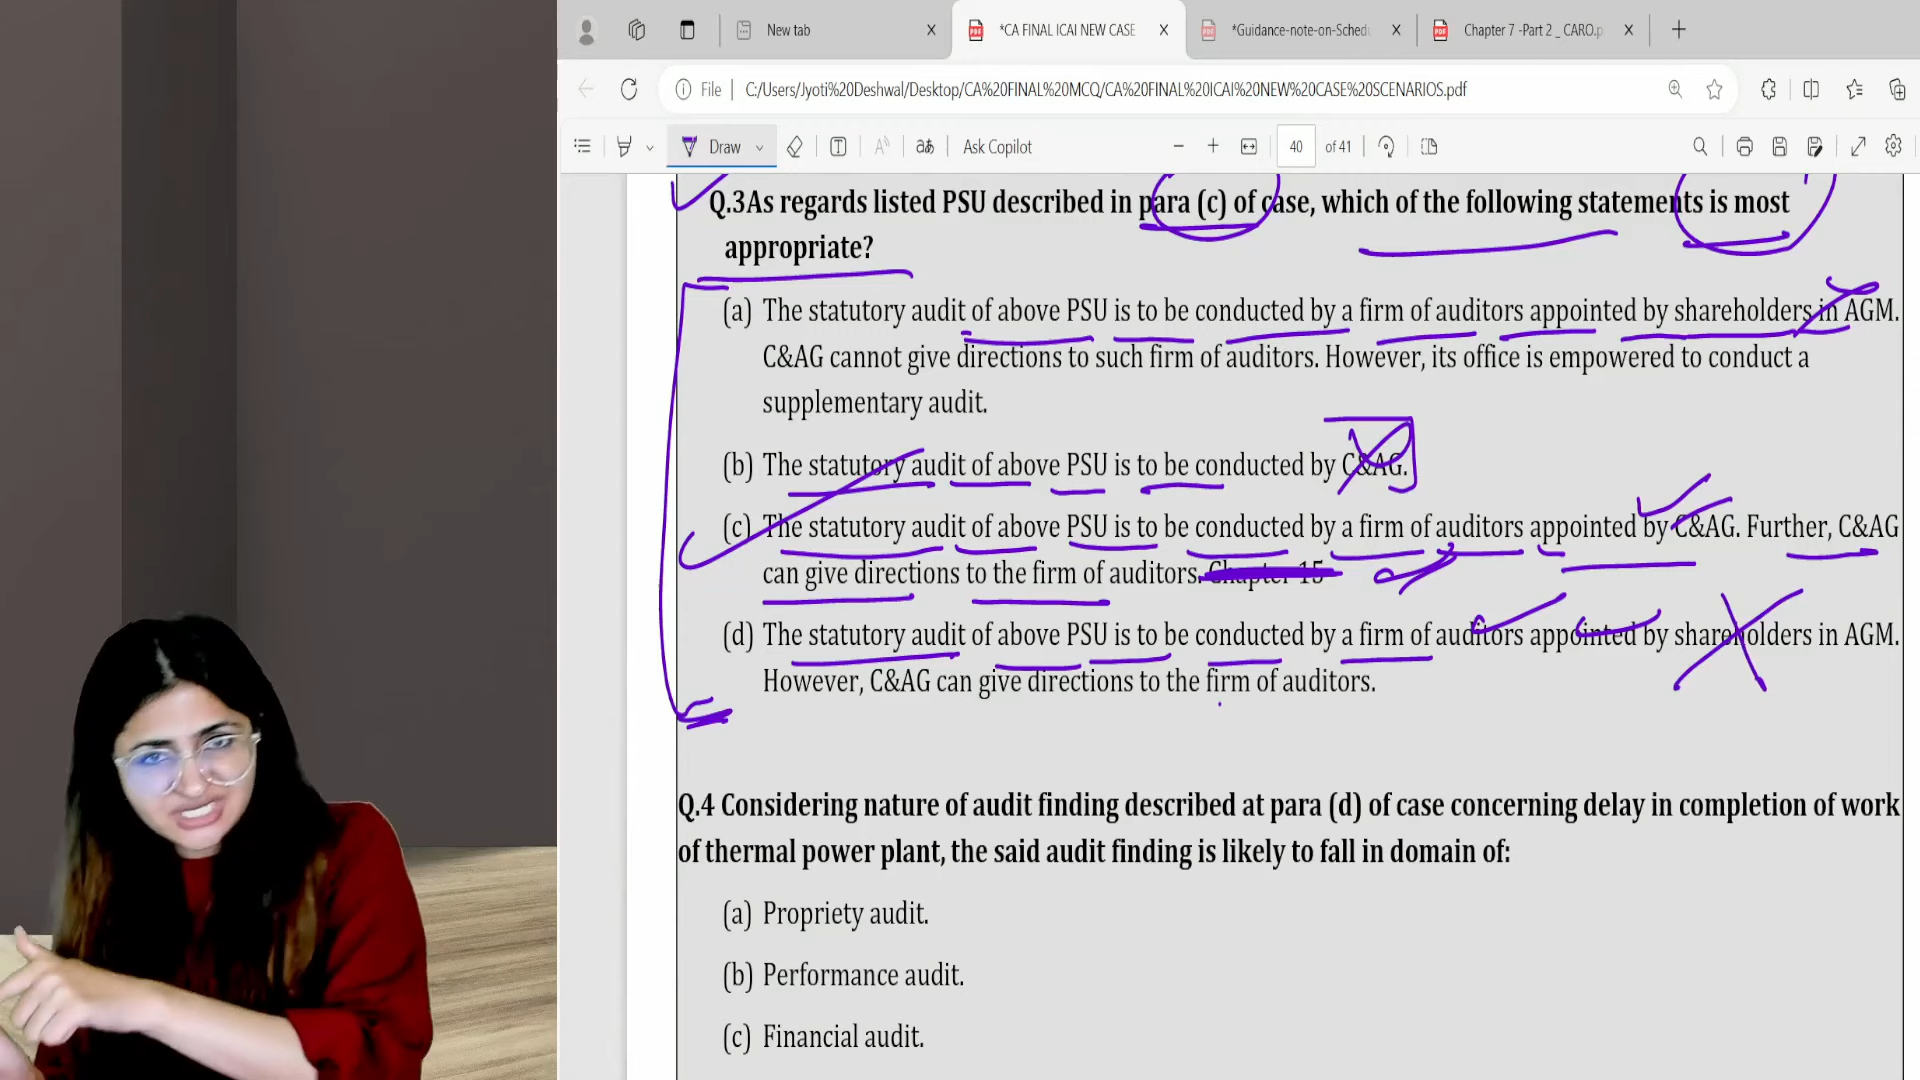 New tab
*CA FINAL ICAI NEW CASE
*Guidance-note-on-Schedu
Chapter 7 -Part 2 _ CARO.p
File
C:/Users/Jyoti%20Deshwal/Desktop/CA%20FINAL%20MCQ/CA%20FINAL%20ICAI%20NEW%20CASE%20SCENARIOS.pdf
Draw
Ask Copilot
40 of 41
Q.3As regards listed PSU described in para (c) of case, which of the following statements is most
appropriate?
(a) The statutory audit of above PSU is to be conducted by a firm of auditors appointed by shareholders in AGM.
C&AG cannot give directions to such firm of auditors. However, its office is empowered to conduct a
supplementary audit.
(b) The statutory audit of above PSU is to be conducted by C&AG.
(c) The statutory audit of above PSU is to be conducted by a firm of auditors appointed by C&AG. Further, C&AG
can give directions to the firm of auditors. Chapter 15
(d) The statutory audit of above PSU is to be conducted by a firm of auditors appointed by shareholders in AGM.
However, C&AG can give directions to the firm of auditors.
Q.4 Considering nature of audit finding described at para (d) of case concerning delay in completion of work
of thermal power plant, the said audit finding is likely to fall in domain of:
(a) Propriety audit.
(b) Performance audit.
(c) Financial audit.